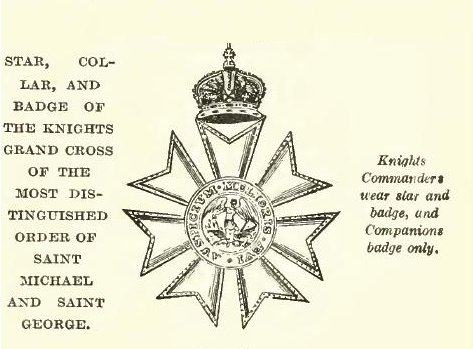 STAR, COL-
LAR, AND
BADGE OF
THE KNIGHTS
GRAND CROSS
OF THE
MOST DIS-
TINGUISHED
ORDER OF
SAINT
MICHAEL
AND SAINT
GEORGE.
AUSPICIUM · MELIORIS · ÆVI ·
Knights
Commanders
wear star and
badge, and
Companions
badge only.